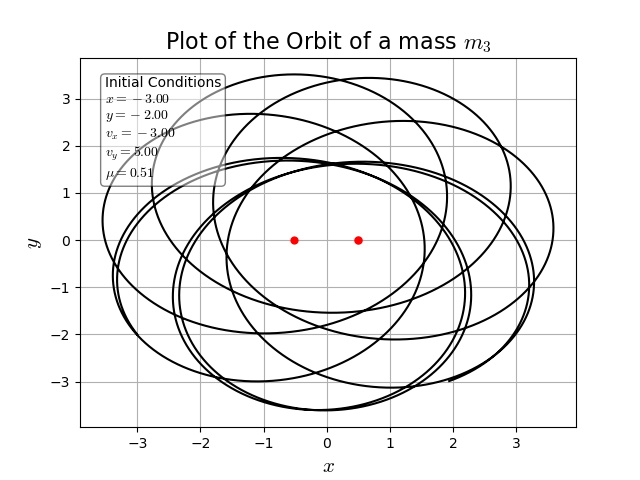 Plot of the Orbit of a mass m₃
Initial Conditions
x = −3.00
y = −2.00
vₓ = −3.00
v_y = 5.00
μ = 0.51
3
2
1
0
−1
−2
−3
y
−3 −2 −1 0 1 2 3
x